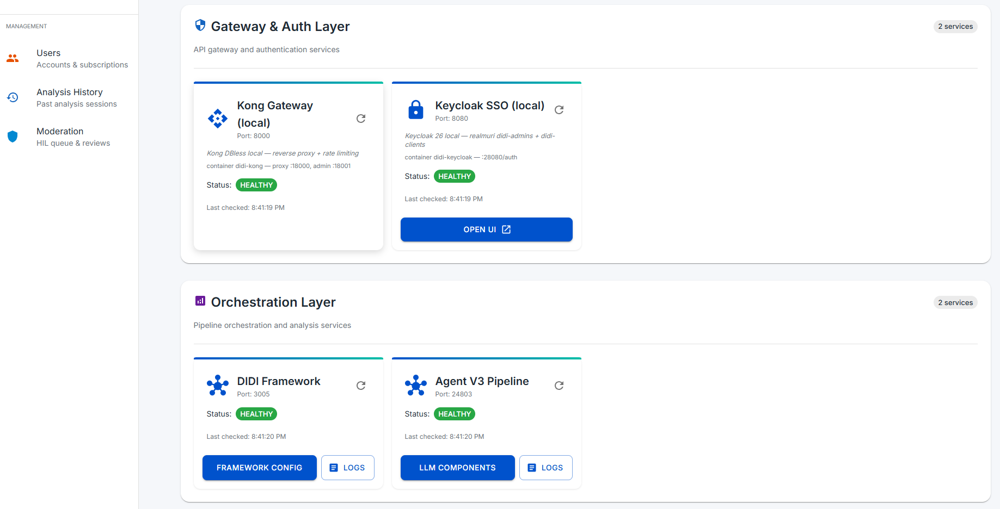 MANAGEMENT
Users
Accounts & subscriptions
Analysis History
Past analysis sessions
Moderation
HIL queue & reviews
Gateway & Auth Layer
2 services
API gateway and authentication services
Kong Gateway
(local)
Port: 8000
Kong DBless local — reverse proxy + rate limiting
container didi-kong — proxy :18000, admin :18001
Status: HEALTHY
Last checked: 8:41:19 PM
Keycloak SSO (local)
Port: 8080
Keycloak 26 local — realmuri didi-admins + didi-
clients
container didi-keycloak — :28080/auth
Status: HEALTHY
Last checked: 8:41:19 PM
OPEN UI
Orchestration Layer
2 services
Pipeline orchestration and analysis services
DIDI Framework
Port: 3005
Status: HEALTHY
Last checked: 8:41:20 PM
FRAMEWORK CONFIG
LOGS
Agent V3 Pipeline
Port: 24803
Status: HEALTHY
Last checked: 8:41:20 PM
LLM COMPONENTS
LOGS